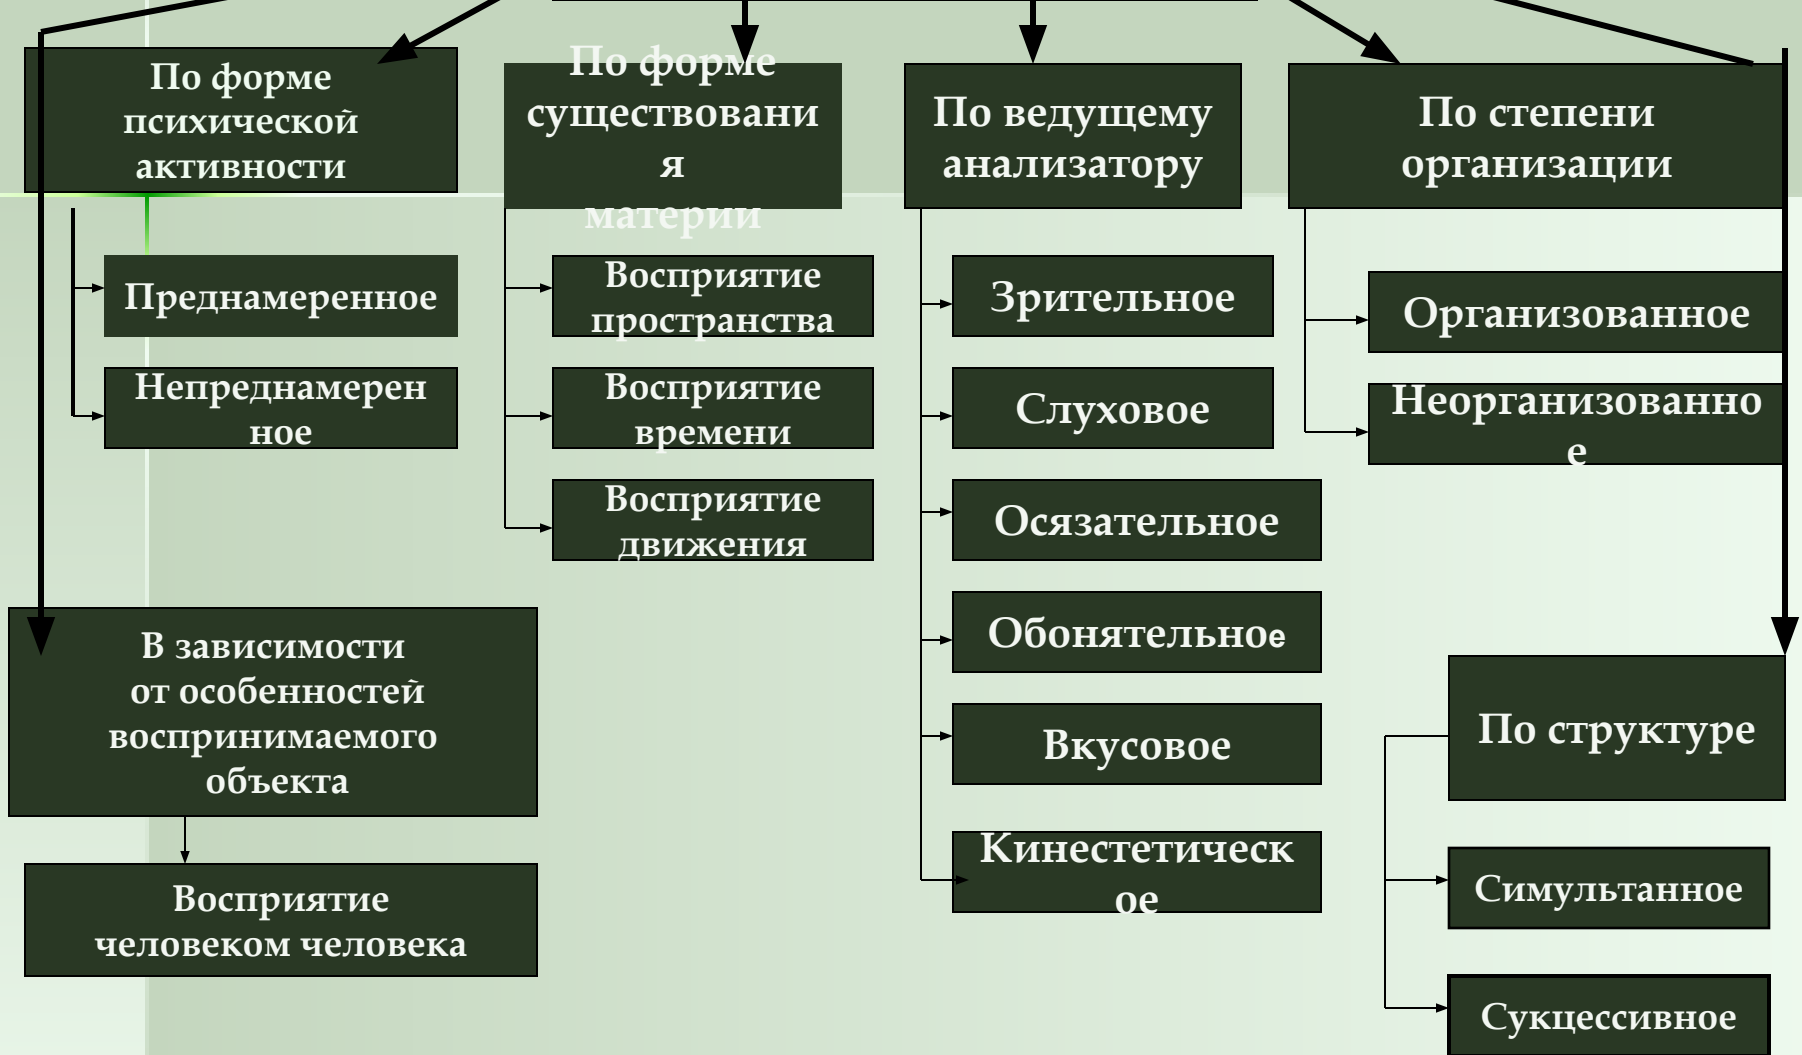 По форме
психической
активности
Преднамеренное
Непреднамерен
ное
По форме
существовани
я
материи
Восприятие
пространства
Восприятие
времени
Восприятие
движения
По ведущему
анализатору
Зрительное
Слуховое
Осязательное
Обонятельное
Вкусовое
Кинестетическ
ое
По степени
организации
Организованное
Неорганизованно
е
В зависимости
от особенностей
воспринимаемого
объекта
Восприятие
человеком человека
По структуре
Симультанное
Сукцессивное